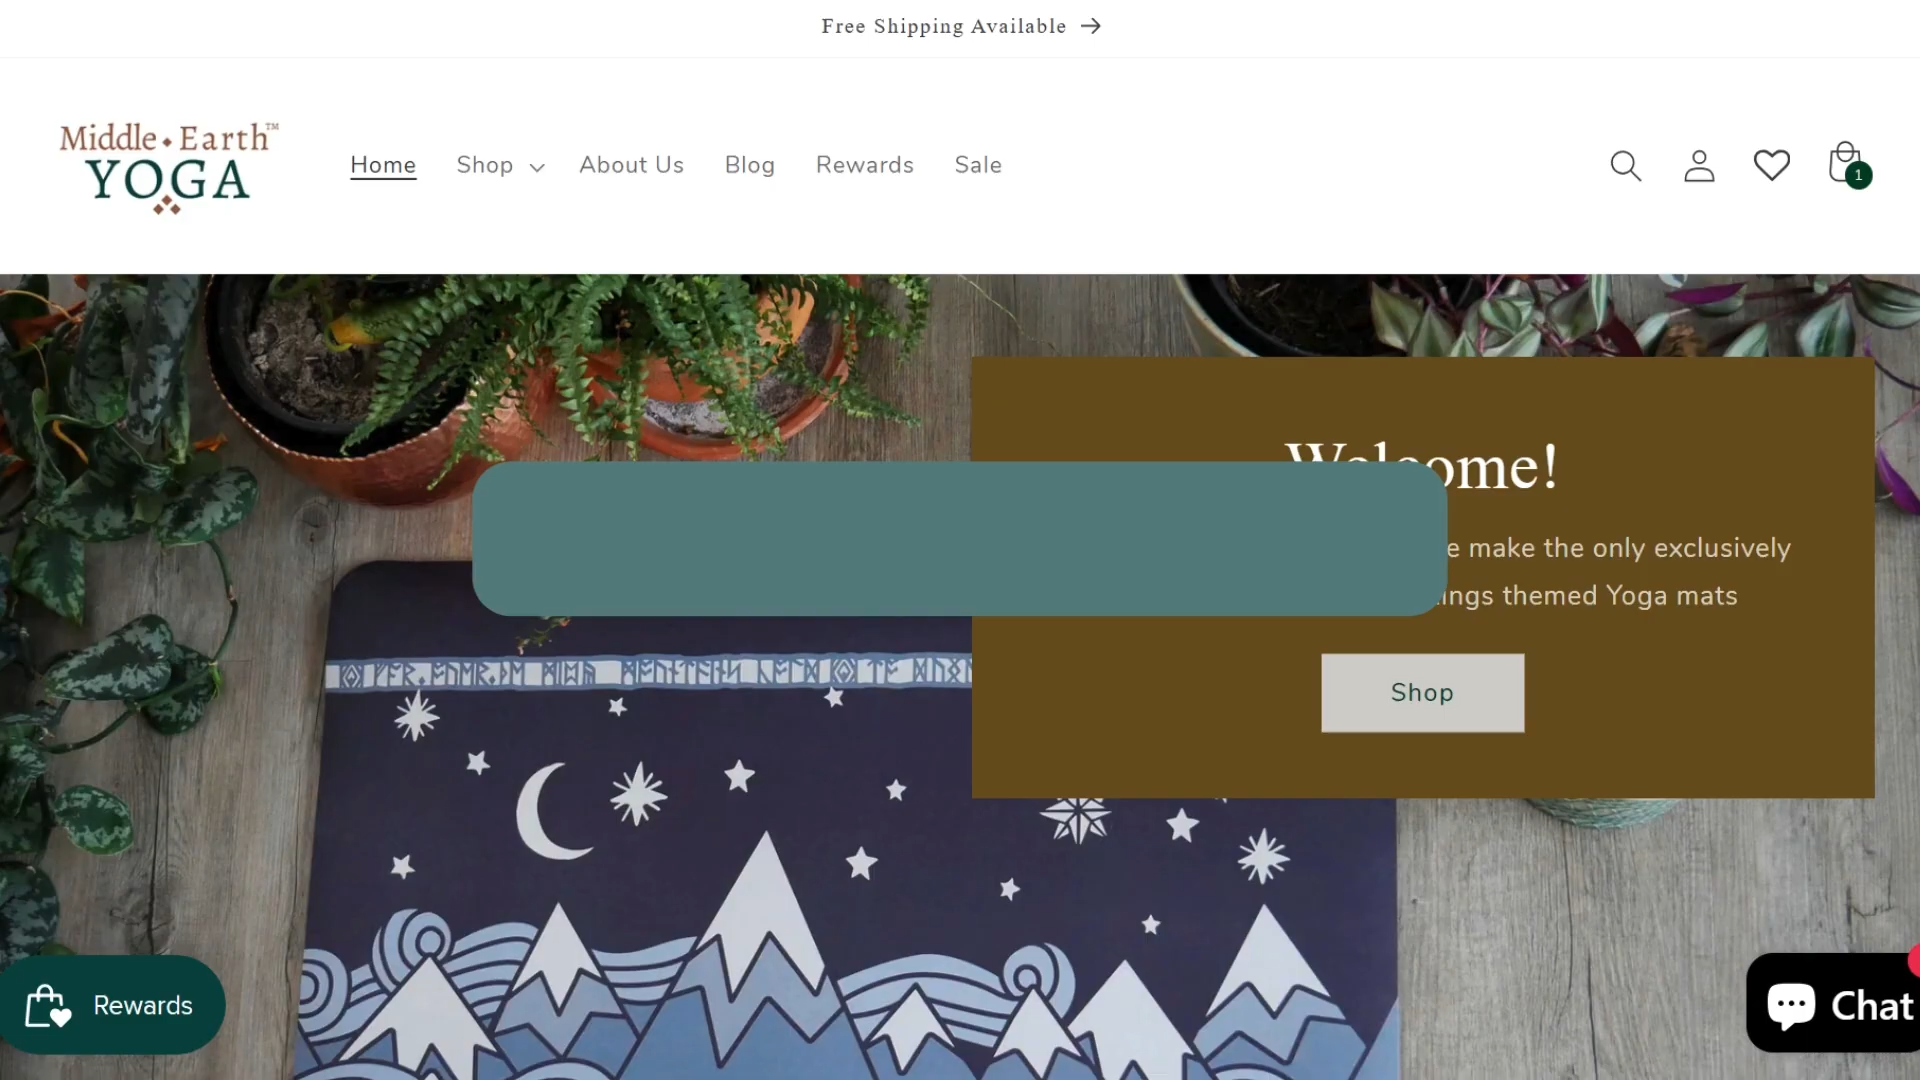 Free Shipping Available →
Middle·Earth™
YOGA
Home
Shop
About Us
Blog
Rewards
Sale
1
Welcome!
make the only exclusively
themed Yoga mats
Shop
Rewards
Chat